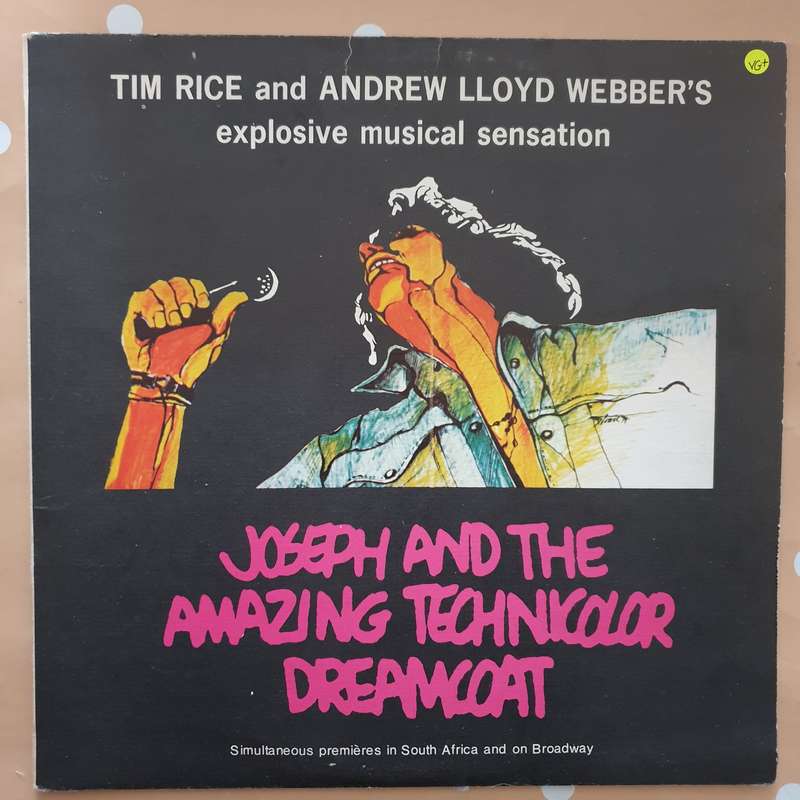 VG+
TIM RICE and ANDREW LLOYD WEBBER'S
explosive musical sensation
JOSEPH AND THE
AMAZING TECHNICOLOR
DREAMCOAT
Simultaneous premières in South Africa and on Broadway